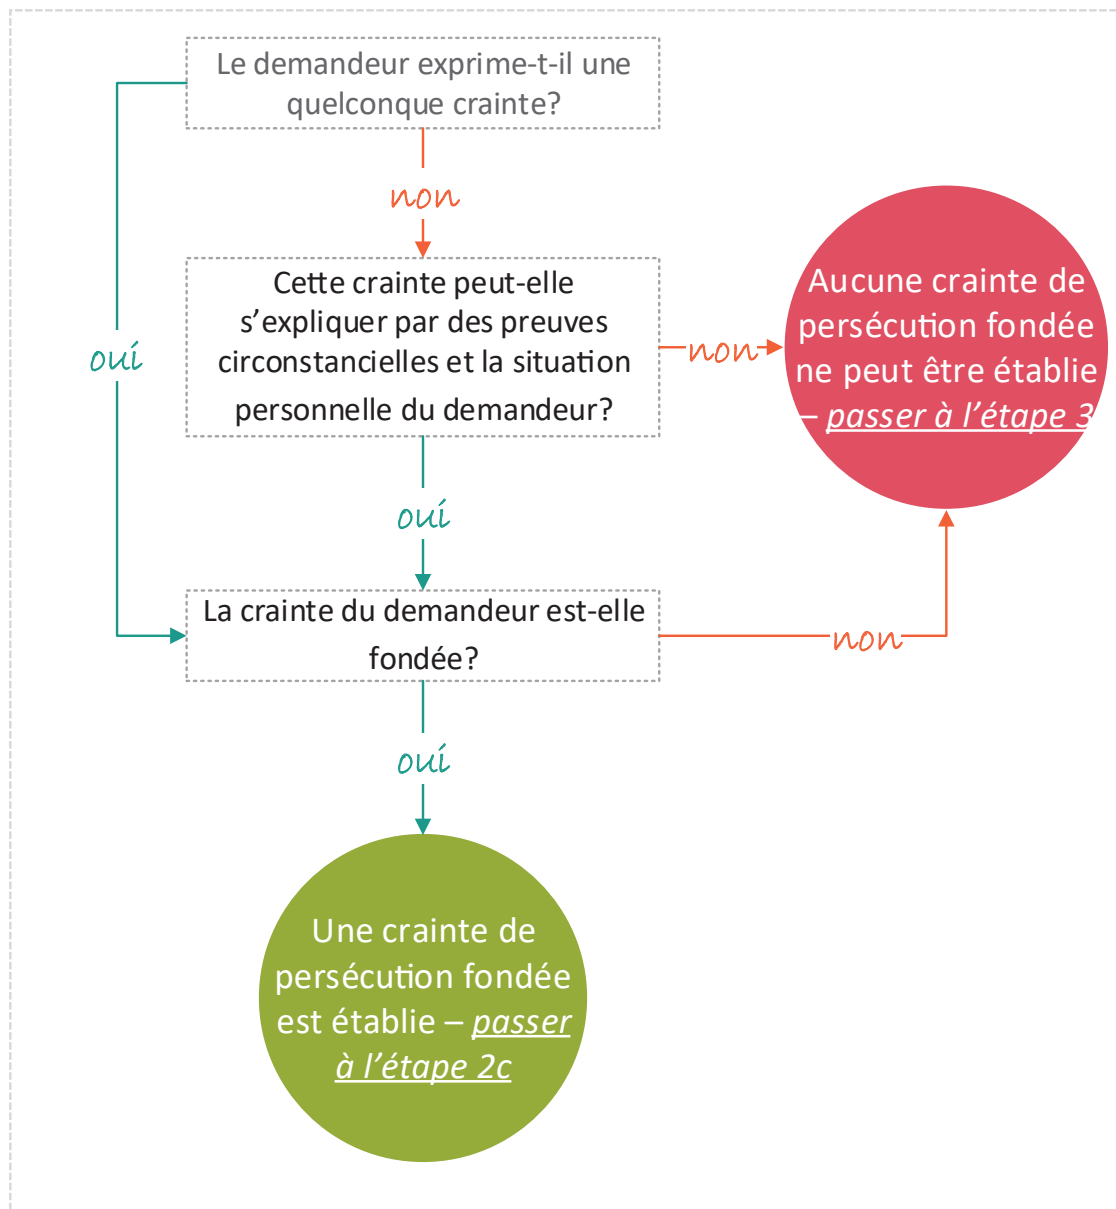 Le demandeur exprime-t-il une
quelconque crainte?
non
oui
Cette crainte peut-elle
s’expliquer par des preuves
circonstancielles et la situation
personnelle du demandeur?
non
Aucune crainte de
persécution fondée
ne peut être établie
– passer à l’étape 3
oui
La crainte du demandeur est-elle
fondée?
non
oui
Une crainte de
persécution fondée
est établie – passer
à l’étape 2c